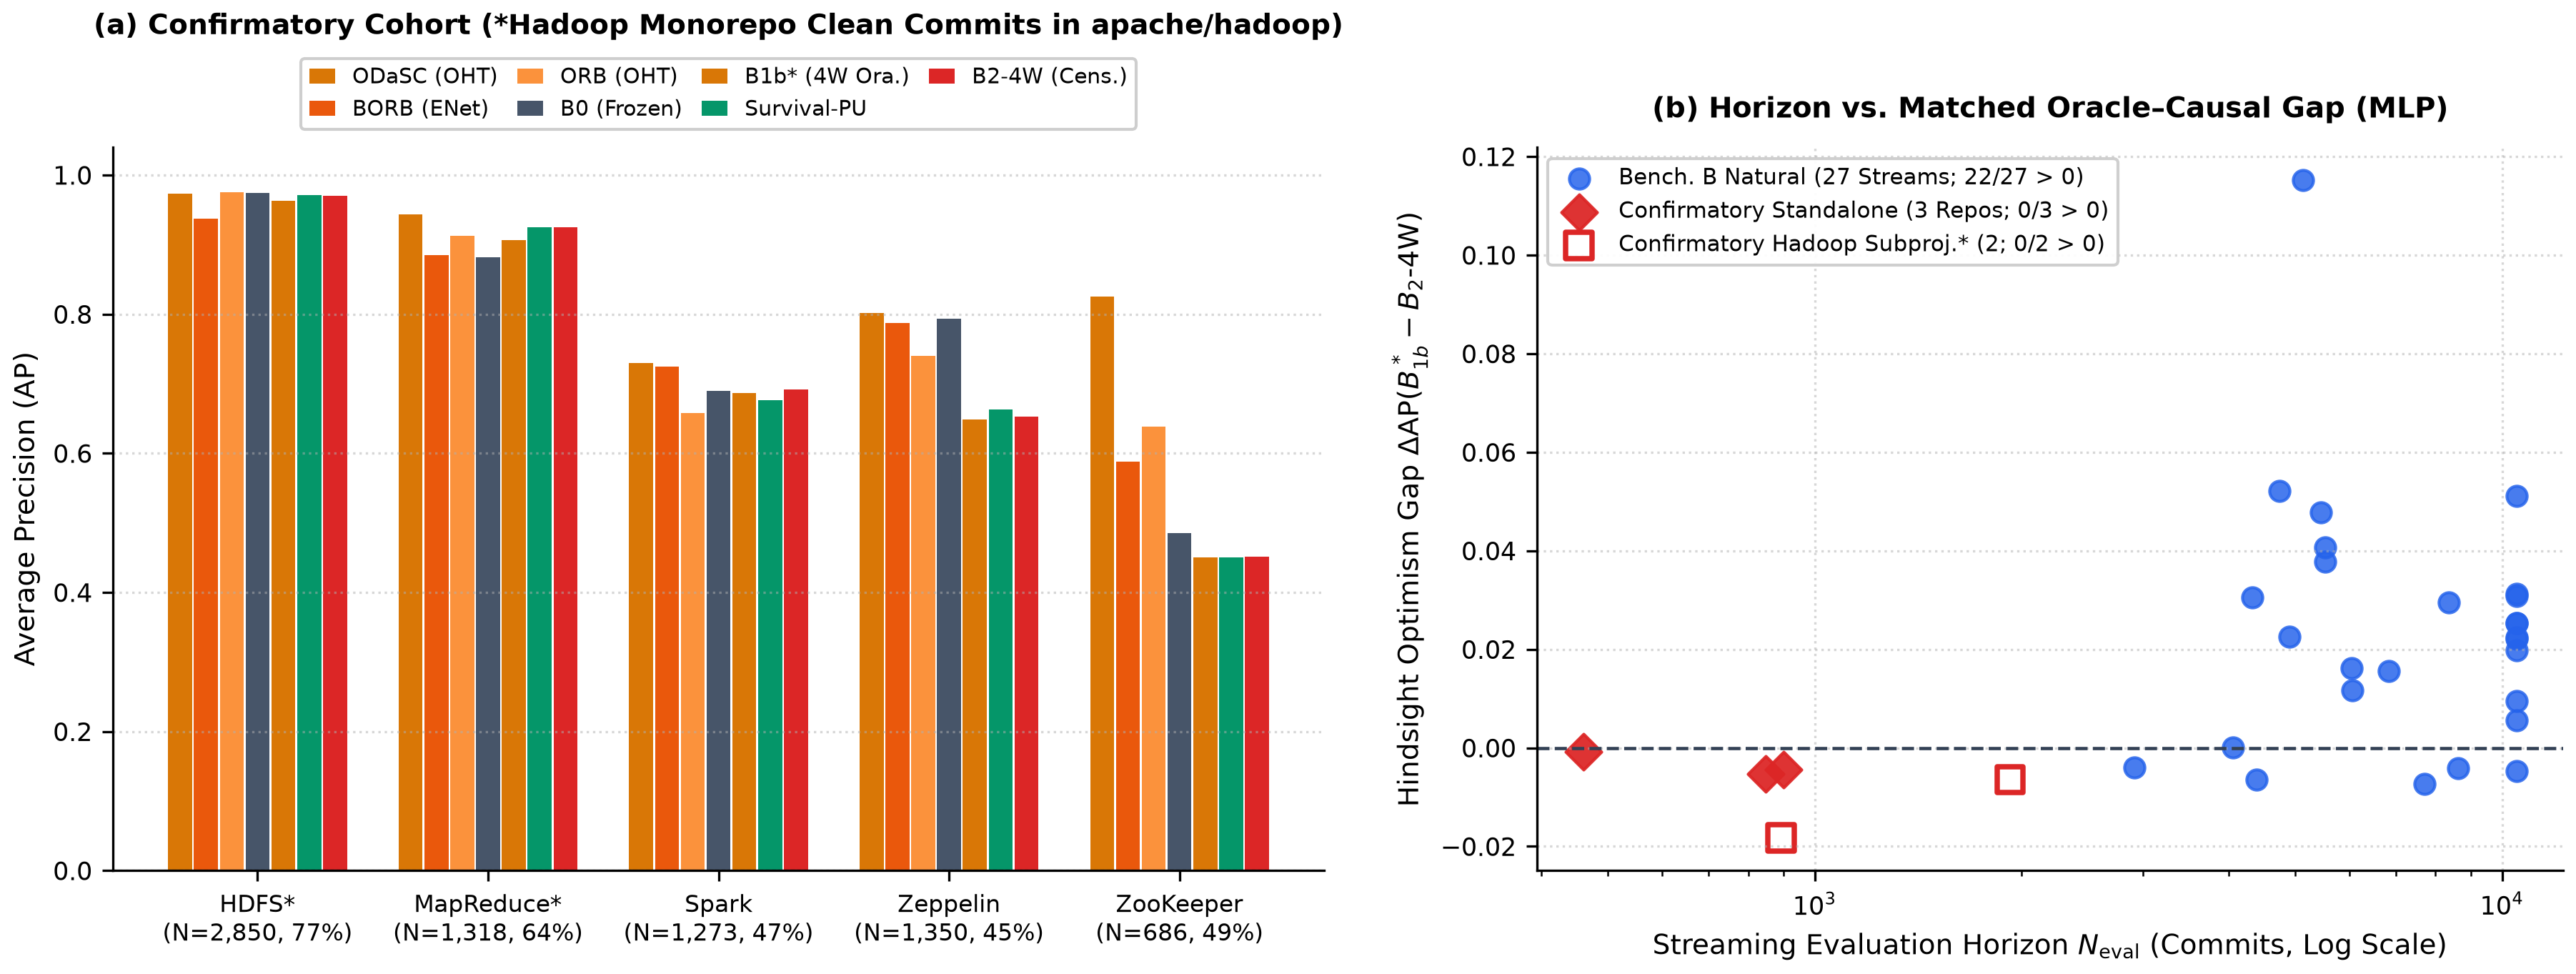 (a) Confirmatory Cohort (*Hadoop Monorepo Clean Commits in apache/hadoop)
ODaSC (OHT)
ORB (OHT)
B1b* (4W Ora.)
B2-4W (Cens.)
BORB (ENet)
B0 (Frozen)
Survival-PU
Average Precision (AP)
1.0
0.8
0.6
0.4
0.2
0.0
HDFS*
(N=2,850, 77%)
MapReduce*
(N=1,318, 64%)
Spark
(N=1,273, 47%)
Zeppelin
(N=1,350, 45%)
ZooKeeper
(N=686, 49%)
(b) Horizon vs. Matched Oracle–Causal Gap (MLP)
Bench. B Natural (27 Streams; 22/27 > 0)
Confirmatory Standalone (3 Repos; 0/3 > 0)
Confirmatory Hadoop Subproj.* (2; 0/2 > 0)
Hindsight Optimism Gap ΔAP($B_{1b}^{*} - B_2$-4W)
0.12
0.10
0.08
0.06
0.04
0.02
0.00
−0.02
10³
10⁴
Streaming Evaluation Horizon $N_{\text{eval}}$ (Commits, Log Scale)